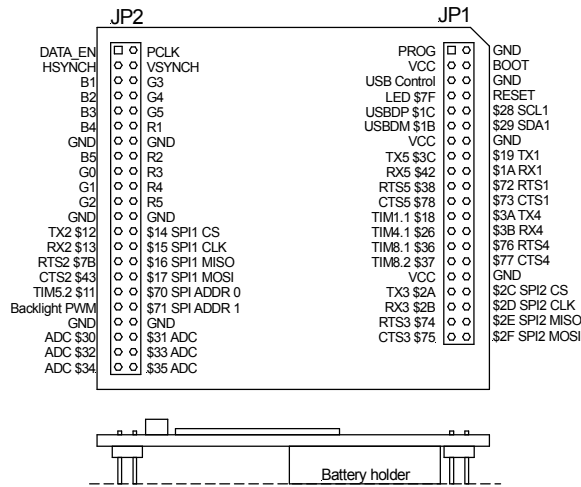 JP2 JP1
DATA_EN PCLK PROG GND
HSYNCH VSYNCH VCC BOOT
B1 G3 USB Control GND
B2 G4 LED $7F RESET
B3 G5 USBDP $1C $28 SCL1
B4 R1 USBDM $1B $29 SDA1
GND GND VCC GND
B5 R2 TX5 $3C $19 TX1
G0 R3 RX5 $42 $1A RX1
G1 R4 RTS5 $38 $72 RTS1
G2 R5 CTS5 $78 $73 CTS1
GND GND TIM1.1 $18 $3A TX4
TX2 $12 $14 SPI1 CS TIM4.1 $26 $3B RX4
RX2 $13 $15 SPI1 CLK TIM8.1 $36 $76 RTS4
RTS2 $7B $16 SPI1 MISO TIM8.2 $37 $77 CTS4
CTS2 $43 $17 SPI1 MOSI VCC GND
TIM5.2 $11 $70 SPI ADDR 0 TX3 $2A $2C SPI2 CS
Backlight PWM $71 SPI ADDR 1 RX3 $2B $2D SPI2 CLK
GND GND RTS3 $74 $2E SPI2 MISO
ADC $30 $31 ADC CTS3 $75 $2F SPI2 MOSI
ADC $32 $33 ADC
ADC $34 $35 ADC
Battery holder